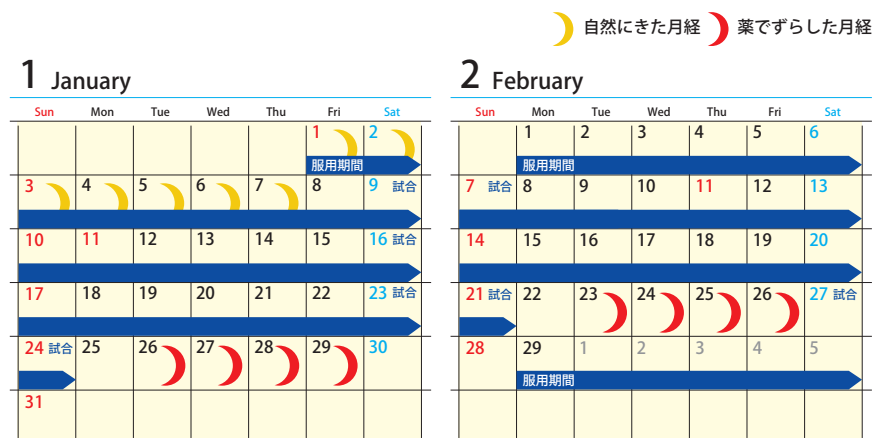 自然にきた月経 薬でずらした月経
1 January
Sun Mon Tue Wed Thu Fri Sat
1 2
服用期間
3 4 5 6 7 8 9 試合
10 11 12 13 14 15 16 試合
17 18 19 20 21 22 23 試合
24 試合 25 26 27 28 29 30
31
2 February
Sun Mon Tue Wed Thu Fri Sat
1 2 3 4 5 6
服用期間
7 試合 8 9 10 11 12 13
14 15 16 17 18 19 20
21 試合 22 23 24 25 26 27 試合
28 29 1 2 3 4 5
服用期間